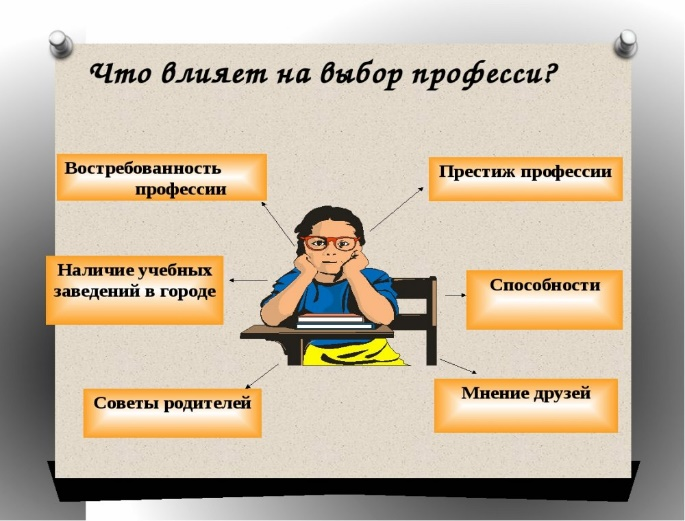 Что влияет на выбор професси?
Востребованность
профессии
Престиж профессии
Наличие учебных
заведений в городе
Способности
Советы родителей
Мнение друзей